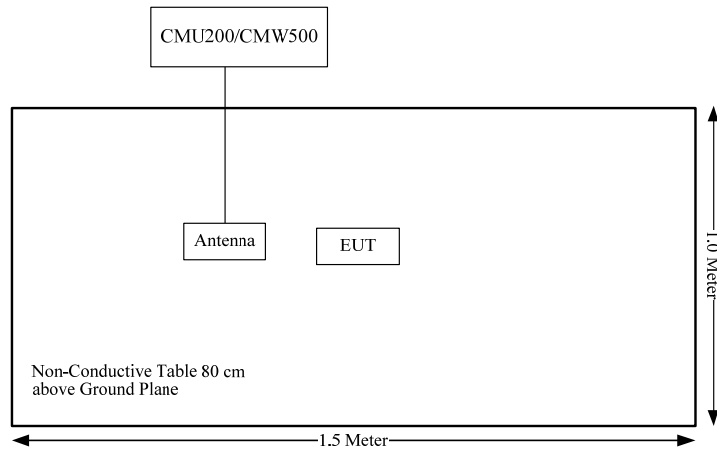 CMU200/CMW500
Antenna
EUT
1.0 Meter
Non-Conductive Table 80 cm
above Ground Plane
1.5 Meter